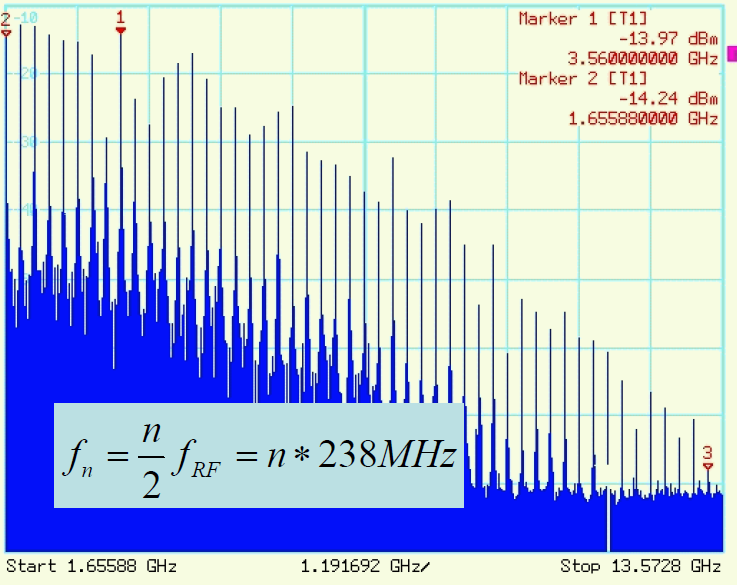 2
-10
1
Marker 1 [T1]
-13.97 dBm
3.560000000 GHz
Marker 2 [T1]
-14.24 dBm
1.655880000 GHz
-20
-30
-40
f_n = n/2 f_RF = n * 238MHz
3
Start 1.65588 GHz 1.191692 GHz/ Stop 13.5728 GHz